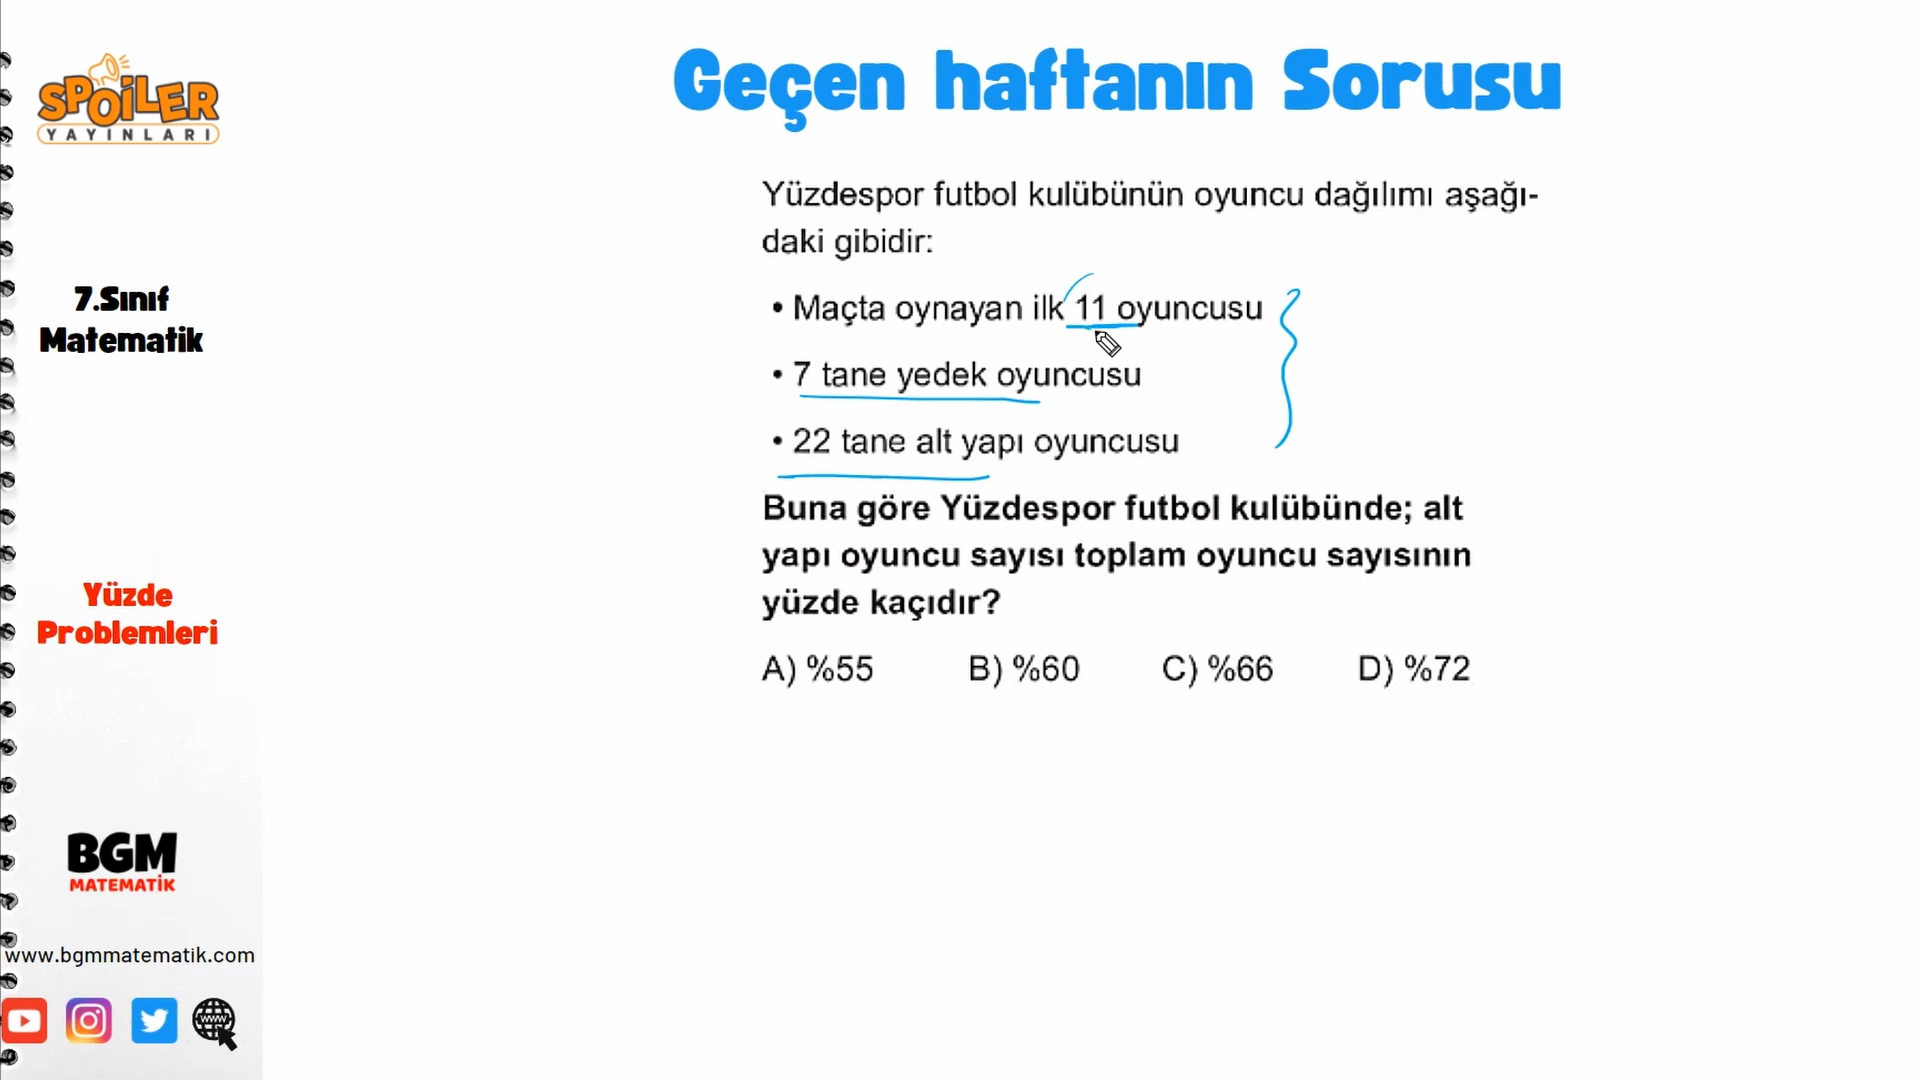 SPOiLER
YAYINLARI
7.Sınıf
Matematik
Yüzde
Problemleri
BGM
MATEMATİK
www.bgmmatematik.com
WWW
Geçen haftanın Sorusu
Yüzdespor futbol kulübünün oyuncu dağılımı aşağı-
daki gibidir:
• Maçta oynayan ilk 11 oyuncusu
• 7 tane yedek oyuncusu
• 22 tane alt yapı oyuncusu
Buna göre Yüzdespor futbol kulübünde; alt
yapı oyuncu sayısı toplam oyuncu sayısının
yüzde kaçıdır?
A) %55 B) %60 C) %66 D) %72